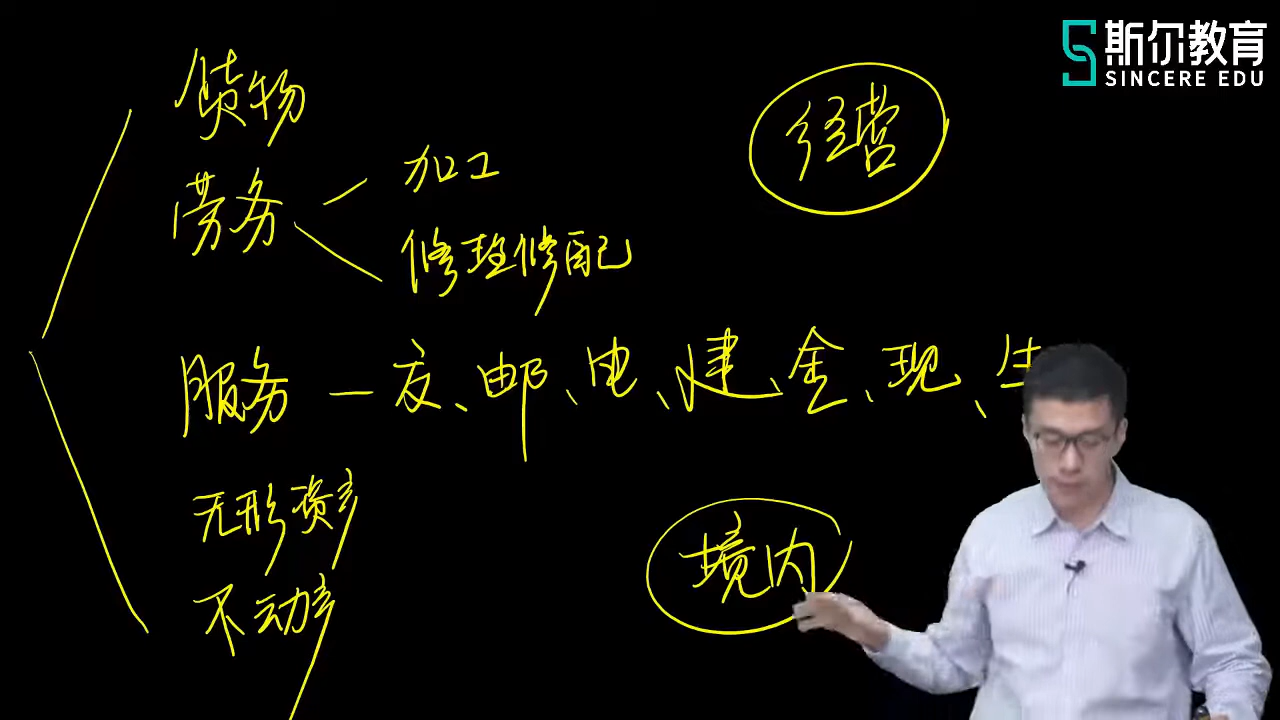 斯尔教育
SINCERE EDU
货物
经营
劳务
加工
修理修配
服务 — 交、邮、电、建、金、现、生
无形资产
境内
不动产